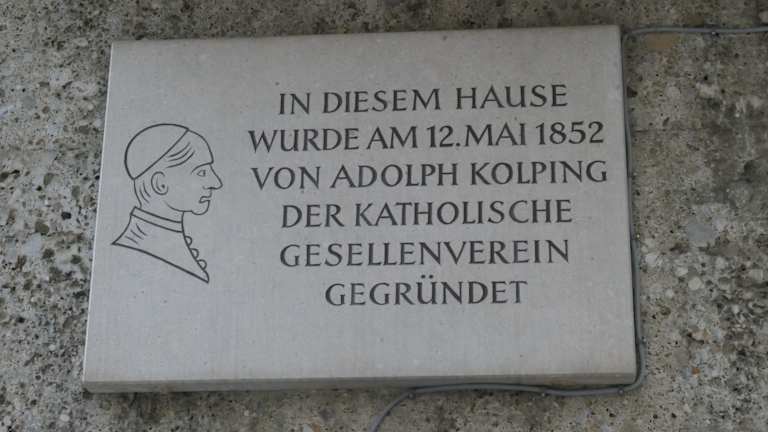 IN DIESEM HAUSE
WURDE AM 12. MAI 1852
VON ADOLPH KOLPING
DER KATHOLISCHE
GESELLENVEREIN
GEGRÜNDET